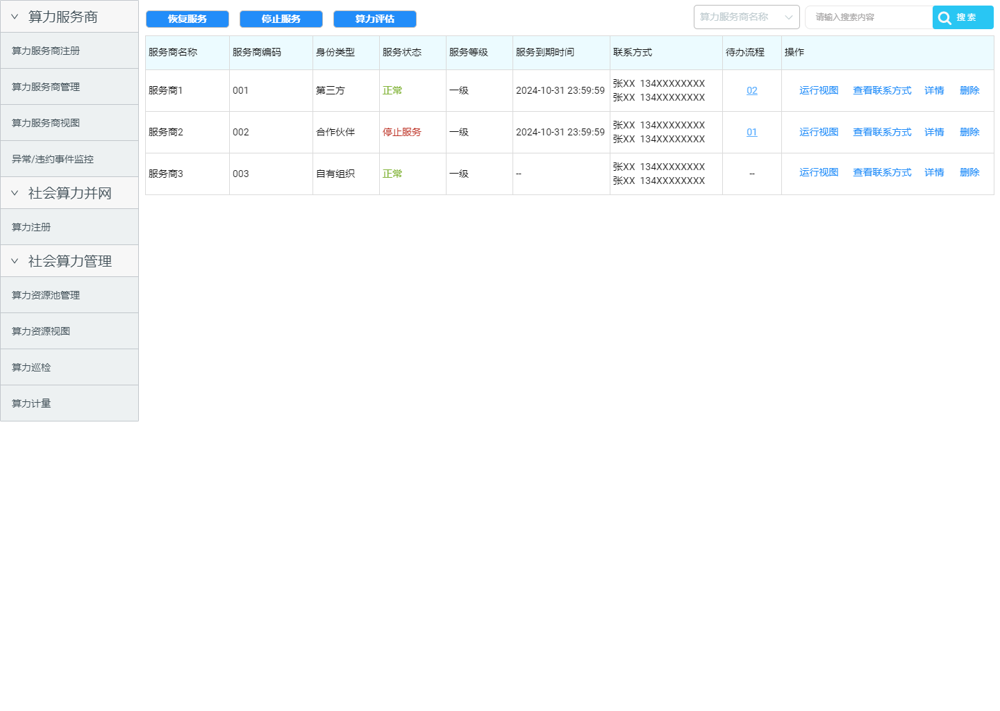 算力服务商
算力服务商注册
算力服务商管理
算力服务商视图
异常/违约事件监控
社会算力并网
算力注册
社会算力管理
算力资源池管理
算力资源视图
算力巡检
算力计量
恢复服务 停止服务 算力评估 算力服务商名称 请输入搜索内容 搜索
服务商名称 服务商编码 身份类型 服务状态 服务等级 服务到期时间 联系方式 待办流程 操作
服务商1 001 第三方 正常 一级 2024-10-31 23:59:59 张XX 134XXXXXXXX 02 运行视图 查看联系方式 详情 删除
张XX 134XXXXXXXX
服务商2 002 合作伙伴 停止服务 一级 2024-10-31 23:59:59 张XX 134XXXXXXXX 01 运行视图 查看联系方式 详情 删除
张XX 134XXXXXXXX
服务商3 003 自有组织 正常 一级 -- 张XX 134XXXXXXXX -- 运行视图 查看联系方式 详情 删除
张XX 134XXXXXXXX